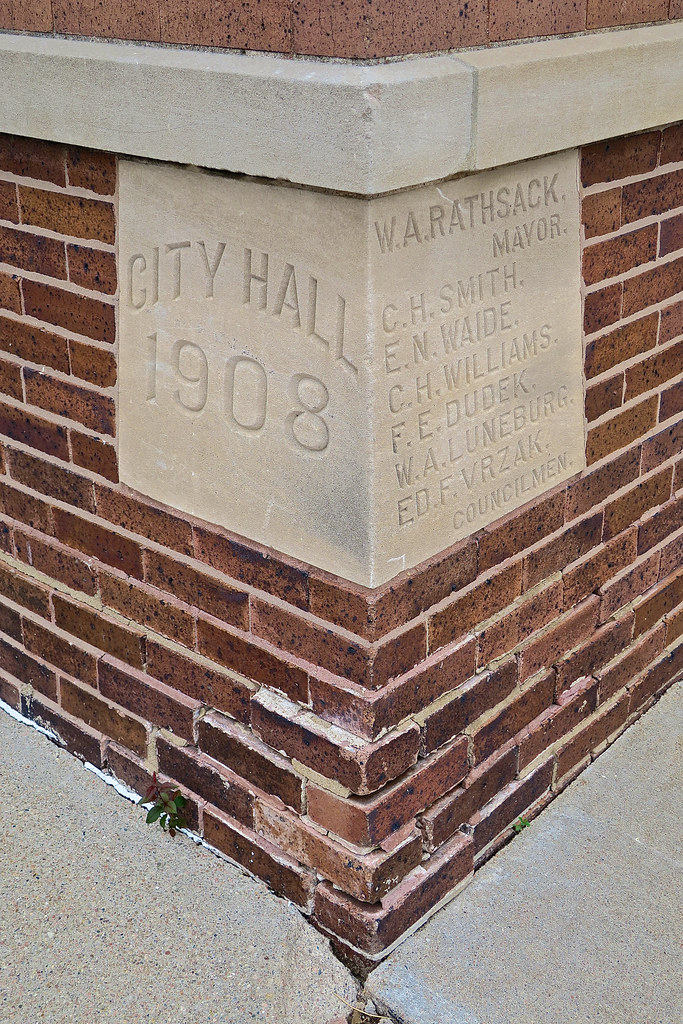 CITY HALL
1908
W.A.RATHSACK.
MAYOR.
C.H.SMITH.
E.N.WAIDE.
C.H.WILLIAMS.
F.E.DUDEK.
W.A.LUNEBURG.
ED.F.VRZAK.
COUNCILMEN.